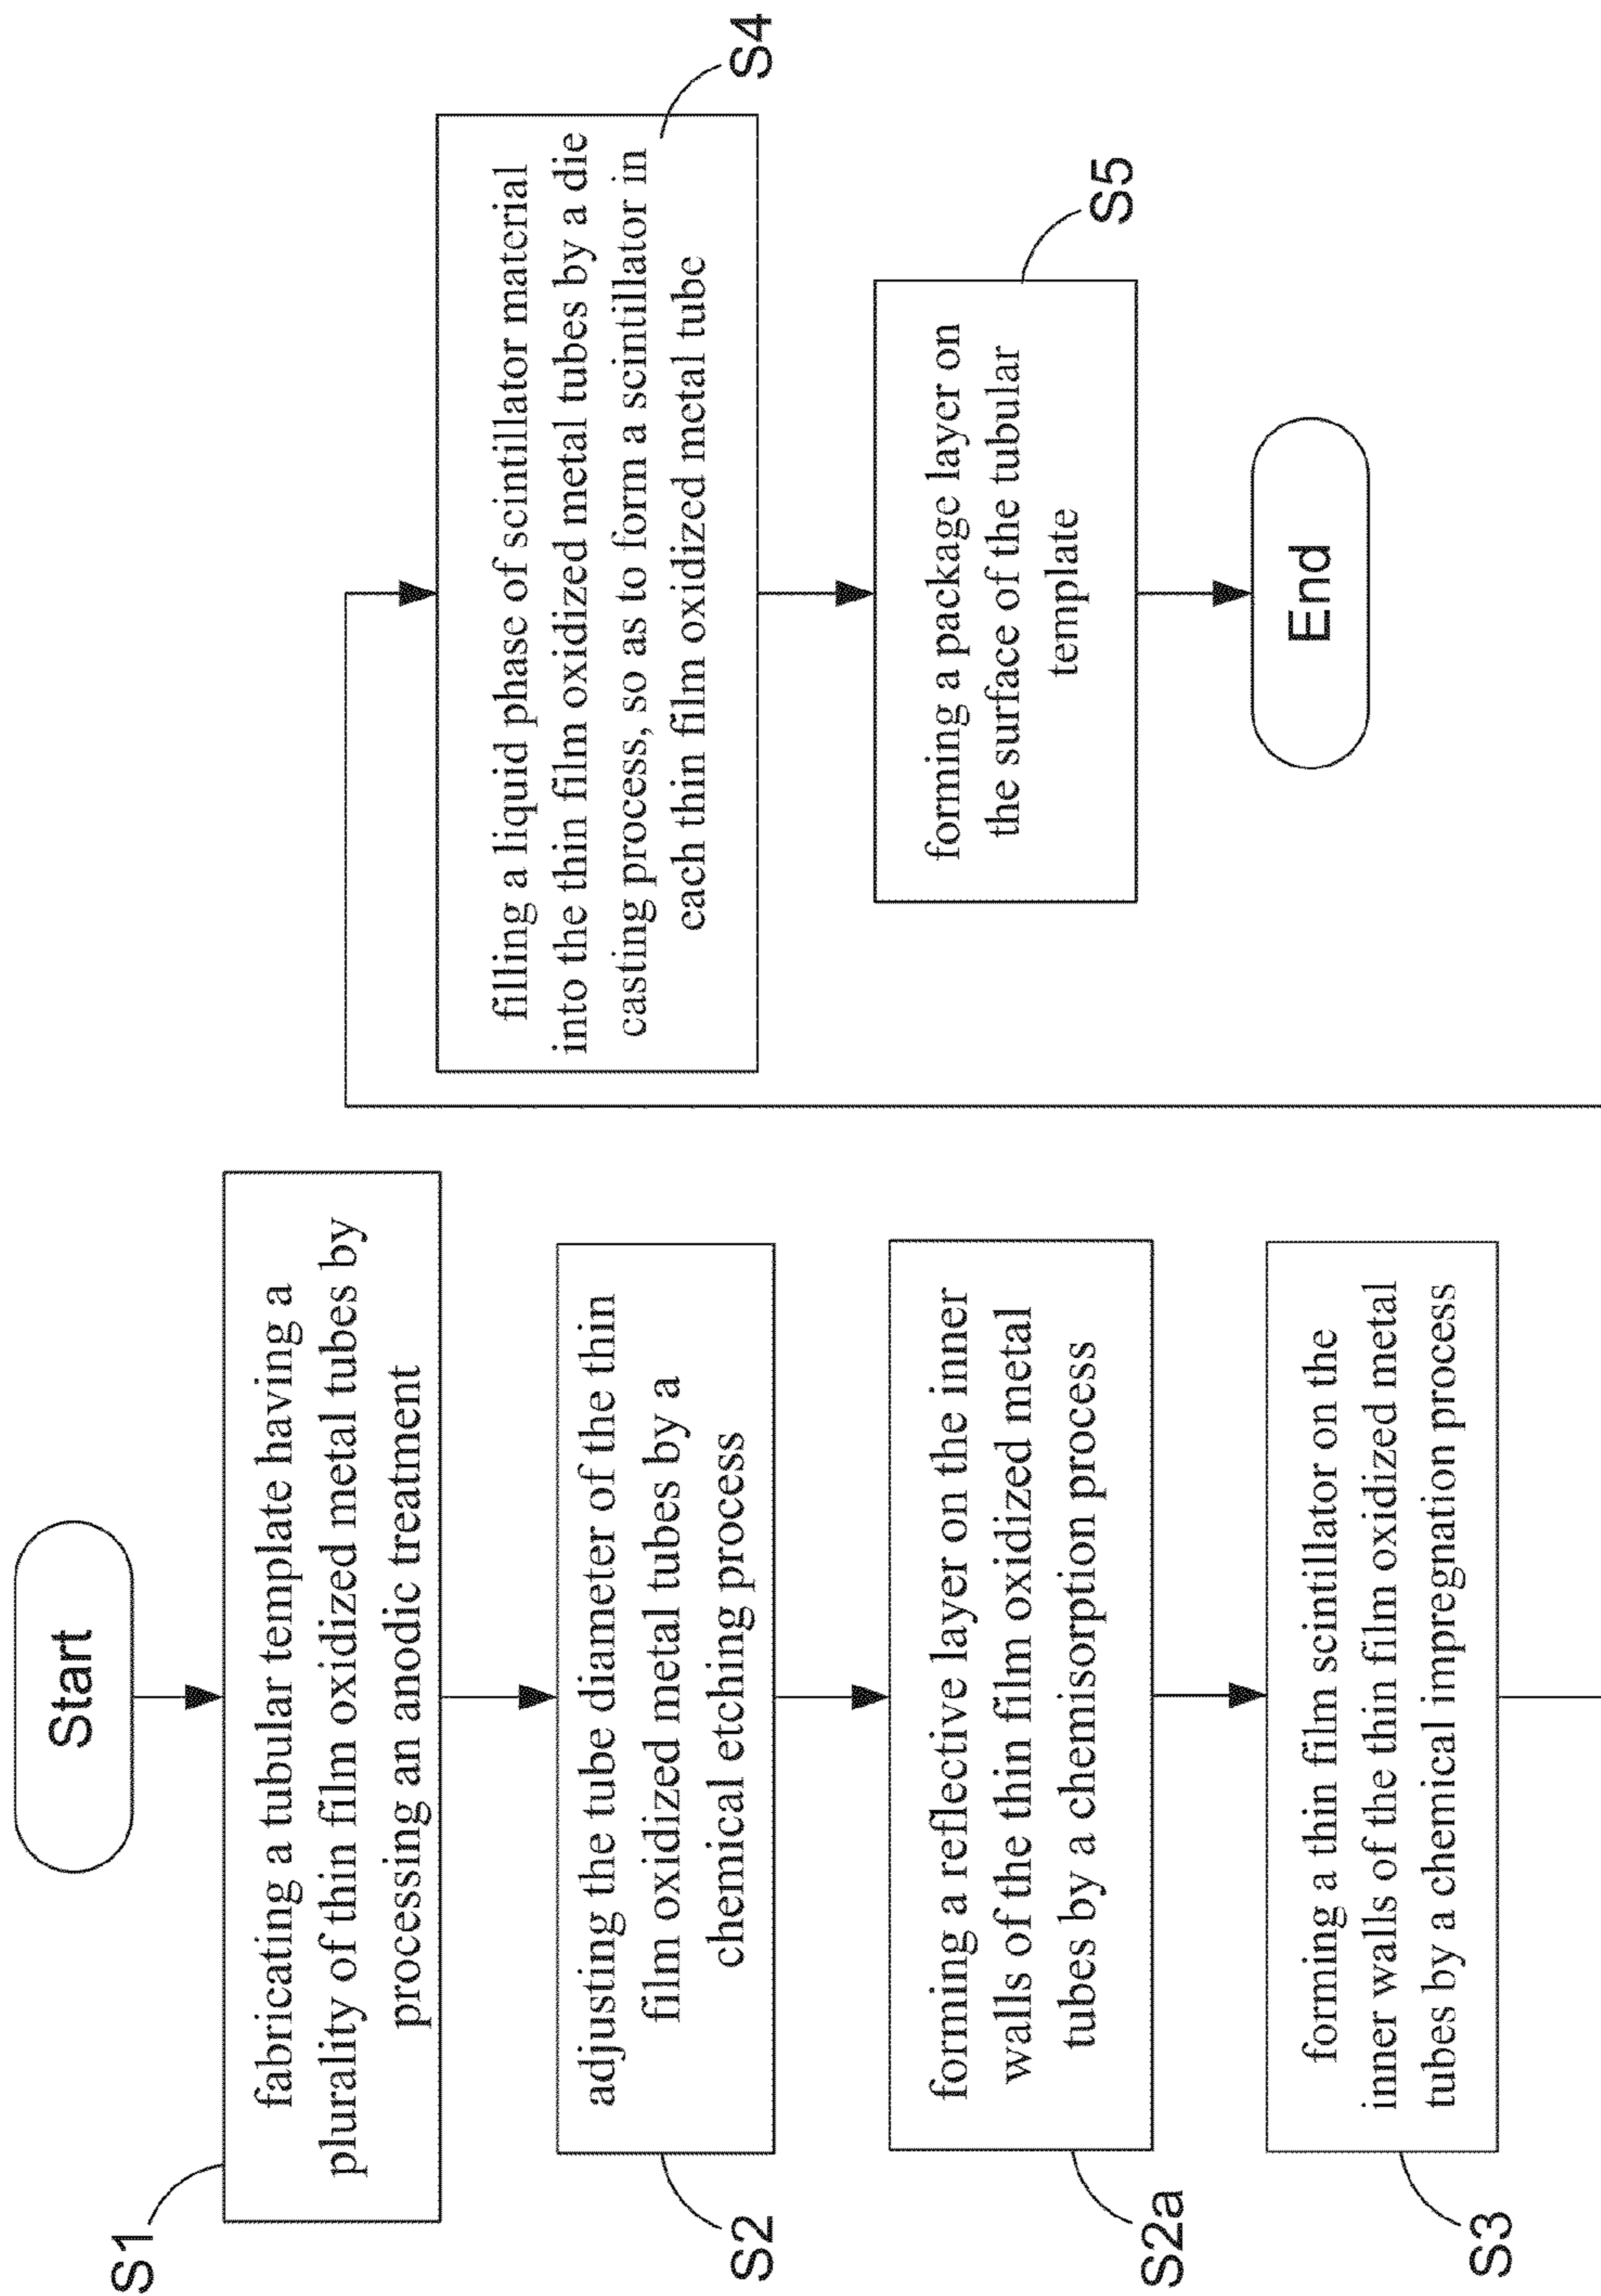 Start
S1
fabricating a tubular template having a
plurality of thin film oxidized metal tubes by
processing an anodic treatment
S2
adjusting the tube diameter of the thin
film oxidized metal tubes by a
chemical etching process
S2a
forming a reflective layer on the inner
walls of the thin film oxidized metal
tubes by a chemisorption process
S3
forming a thin film scintillator on the
inner walls of the thin film oxidized metal
tubes by a chemical impregnation process
S4
filling a liquid phase of scintillator material
into the thin film oxidized metal tubes by a die
casting process, so as to form a scintillator in
each thin film oxidized metal tube
S5
forming a package layer on
the surface of the tubular
template
End